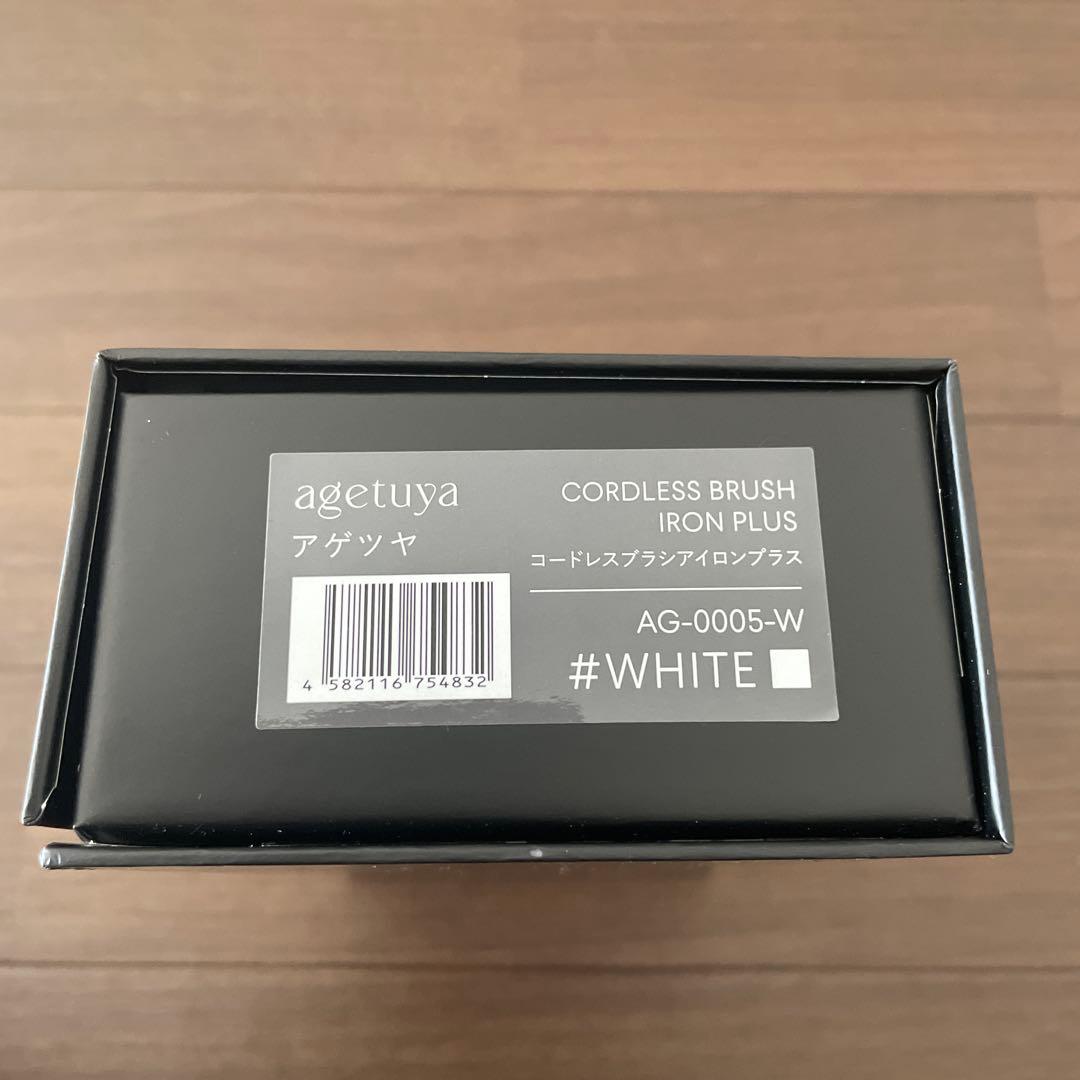 agetuya
アゲツヤ
4 582116 754832
CORDLESS BRUSH
IRON PLUS
コードレスブラシアイロンプラス
AG-0005-W
#WHITE